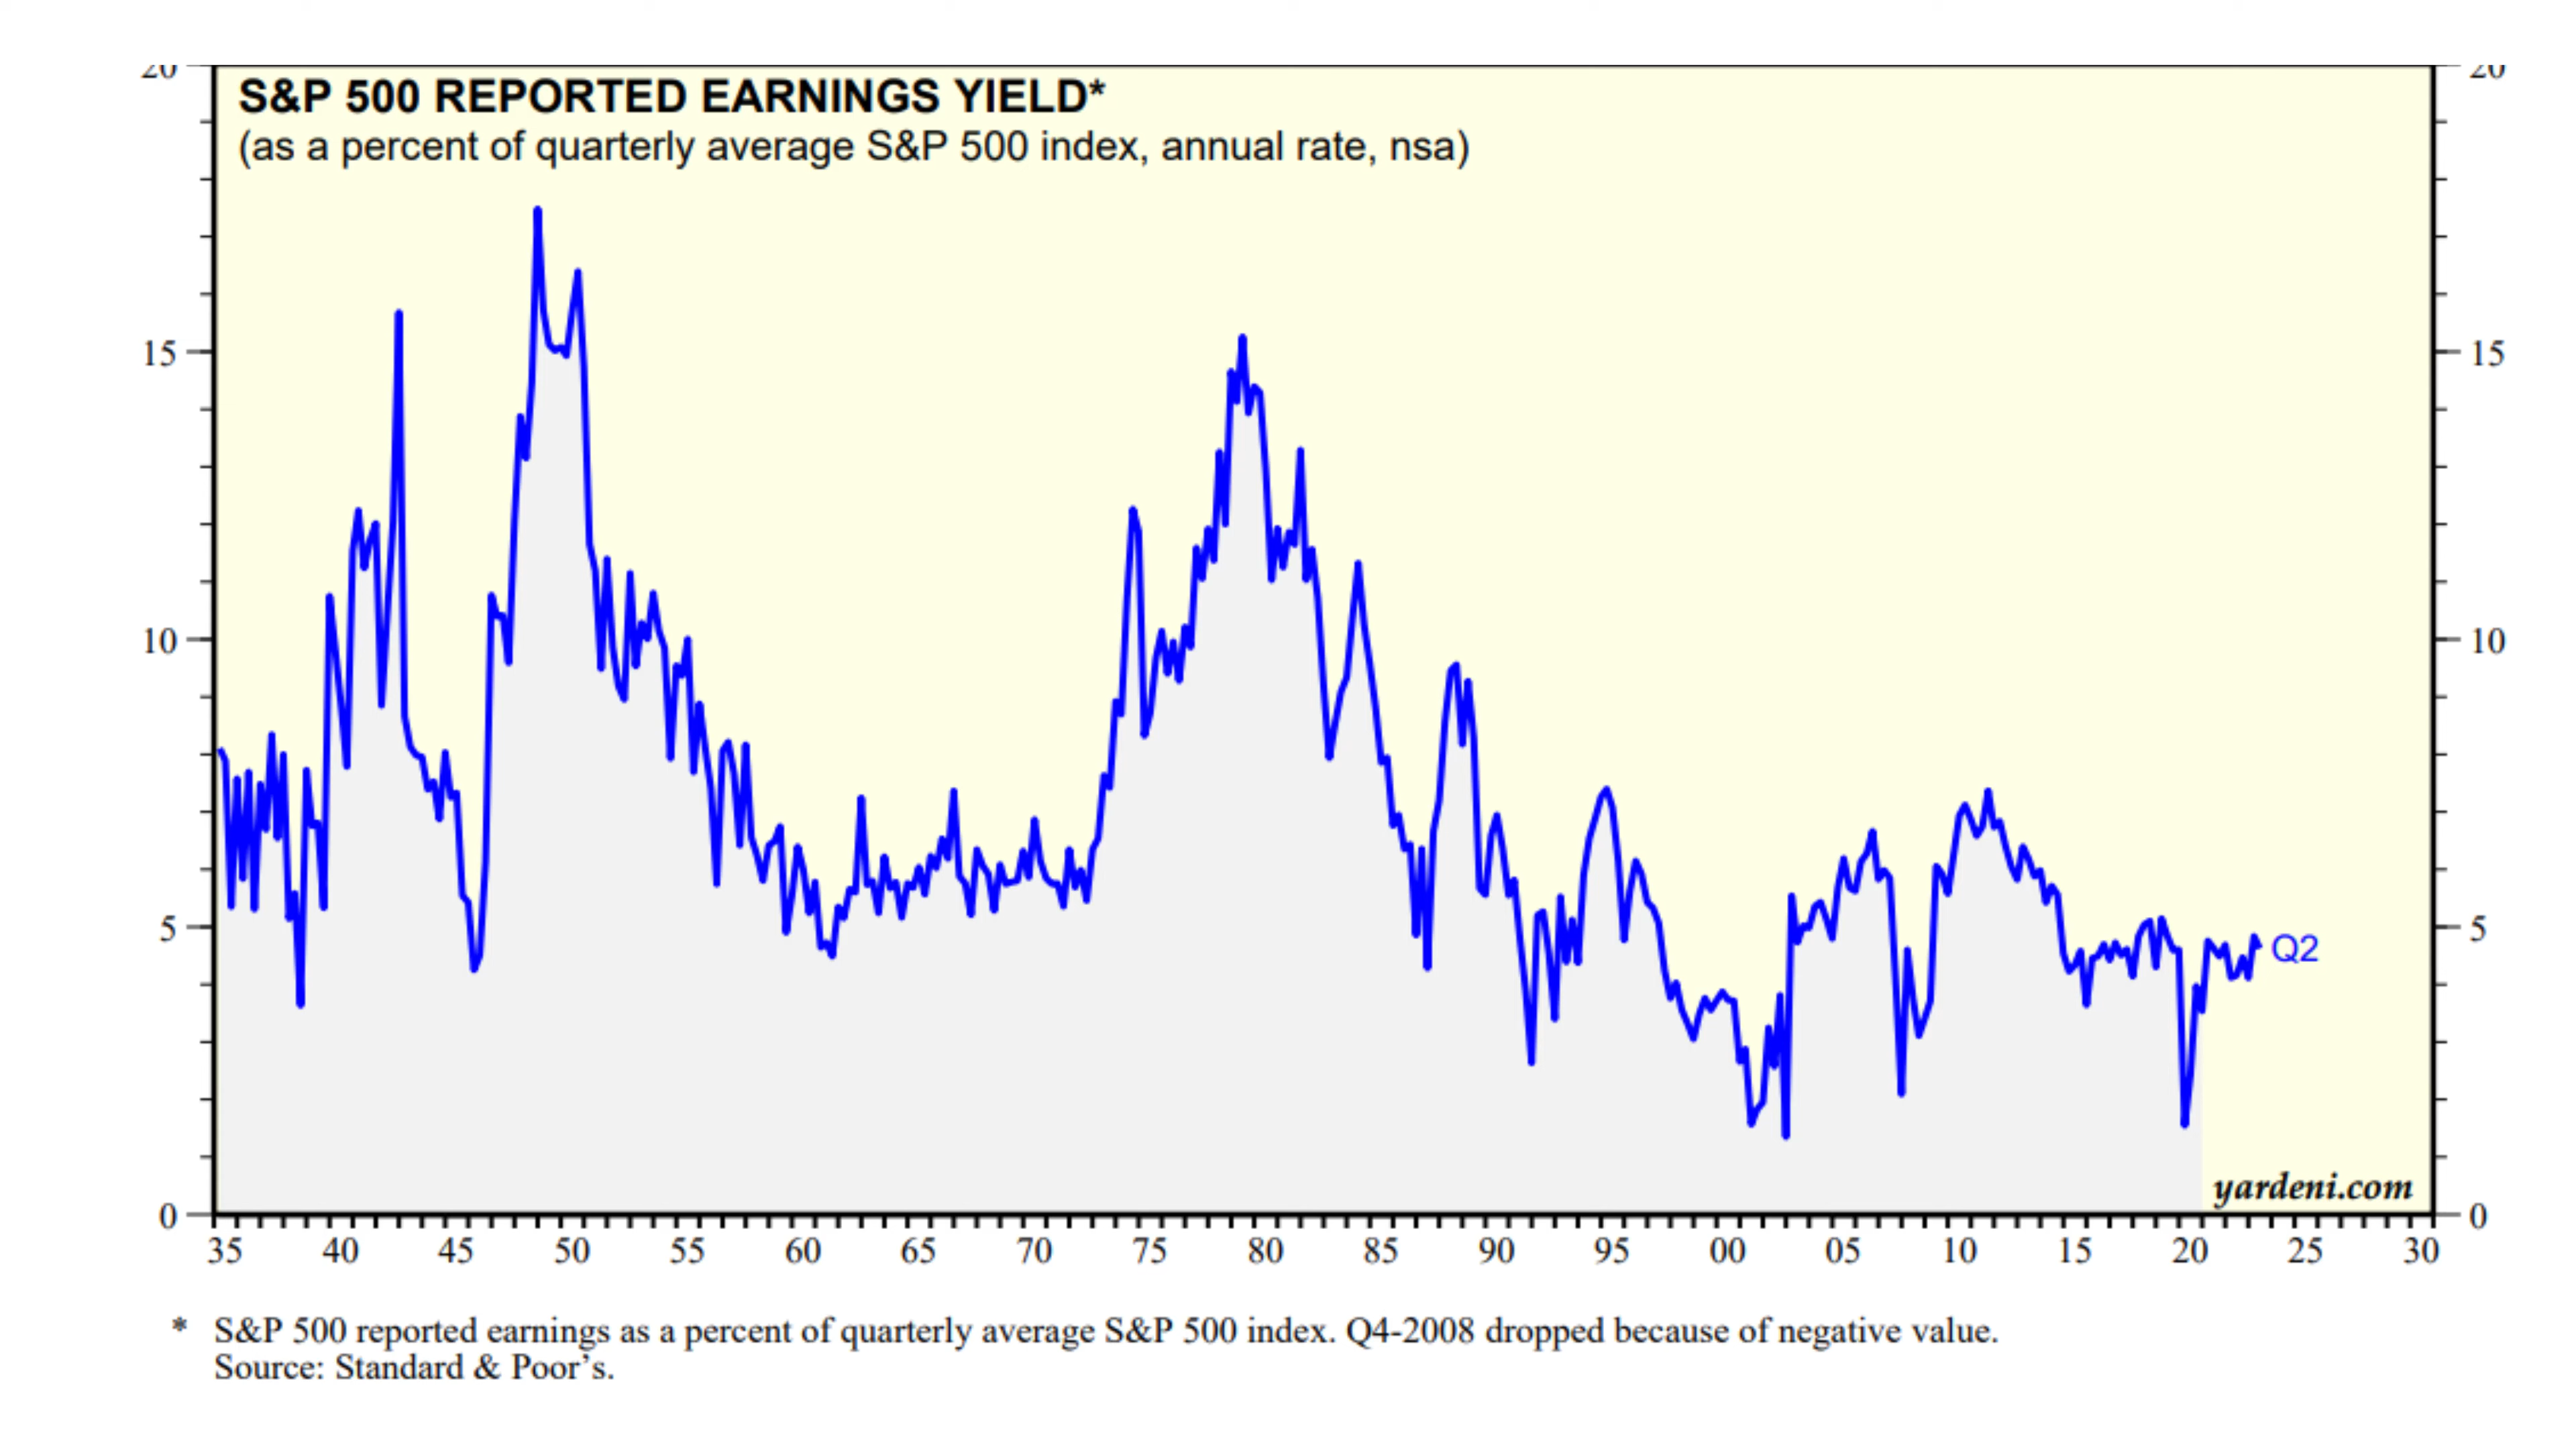 20
20
S&P 500 REPORTED EARNINGS YIELD*
(as a percent of quarterly average S&P 500 index, annual rate, nsa)
15
15
10
10
5
5
Q2
yardeni.com
0
0
35 40 45 50 55 60 65 70 75 80 85 90 95 00 05 10 15 20 25 30
* S&P 500 reported earnings as a percent of quarterly average S&P 500 index. Q4-2008 dropped because of negative value.
Source: Standard & Poor’s.